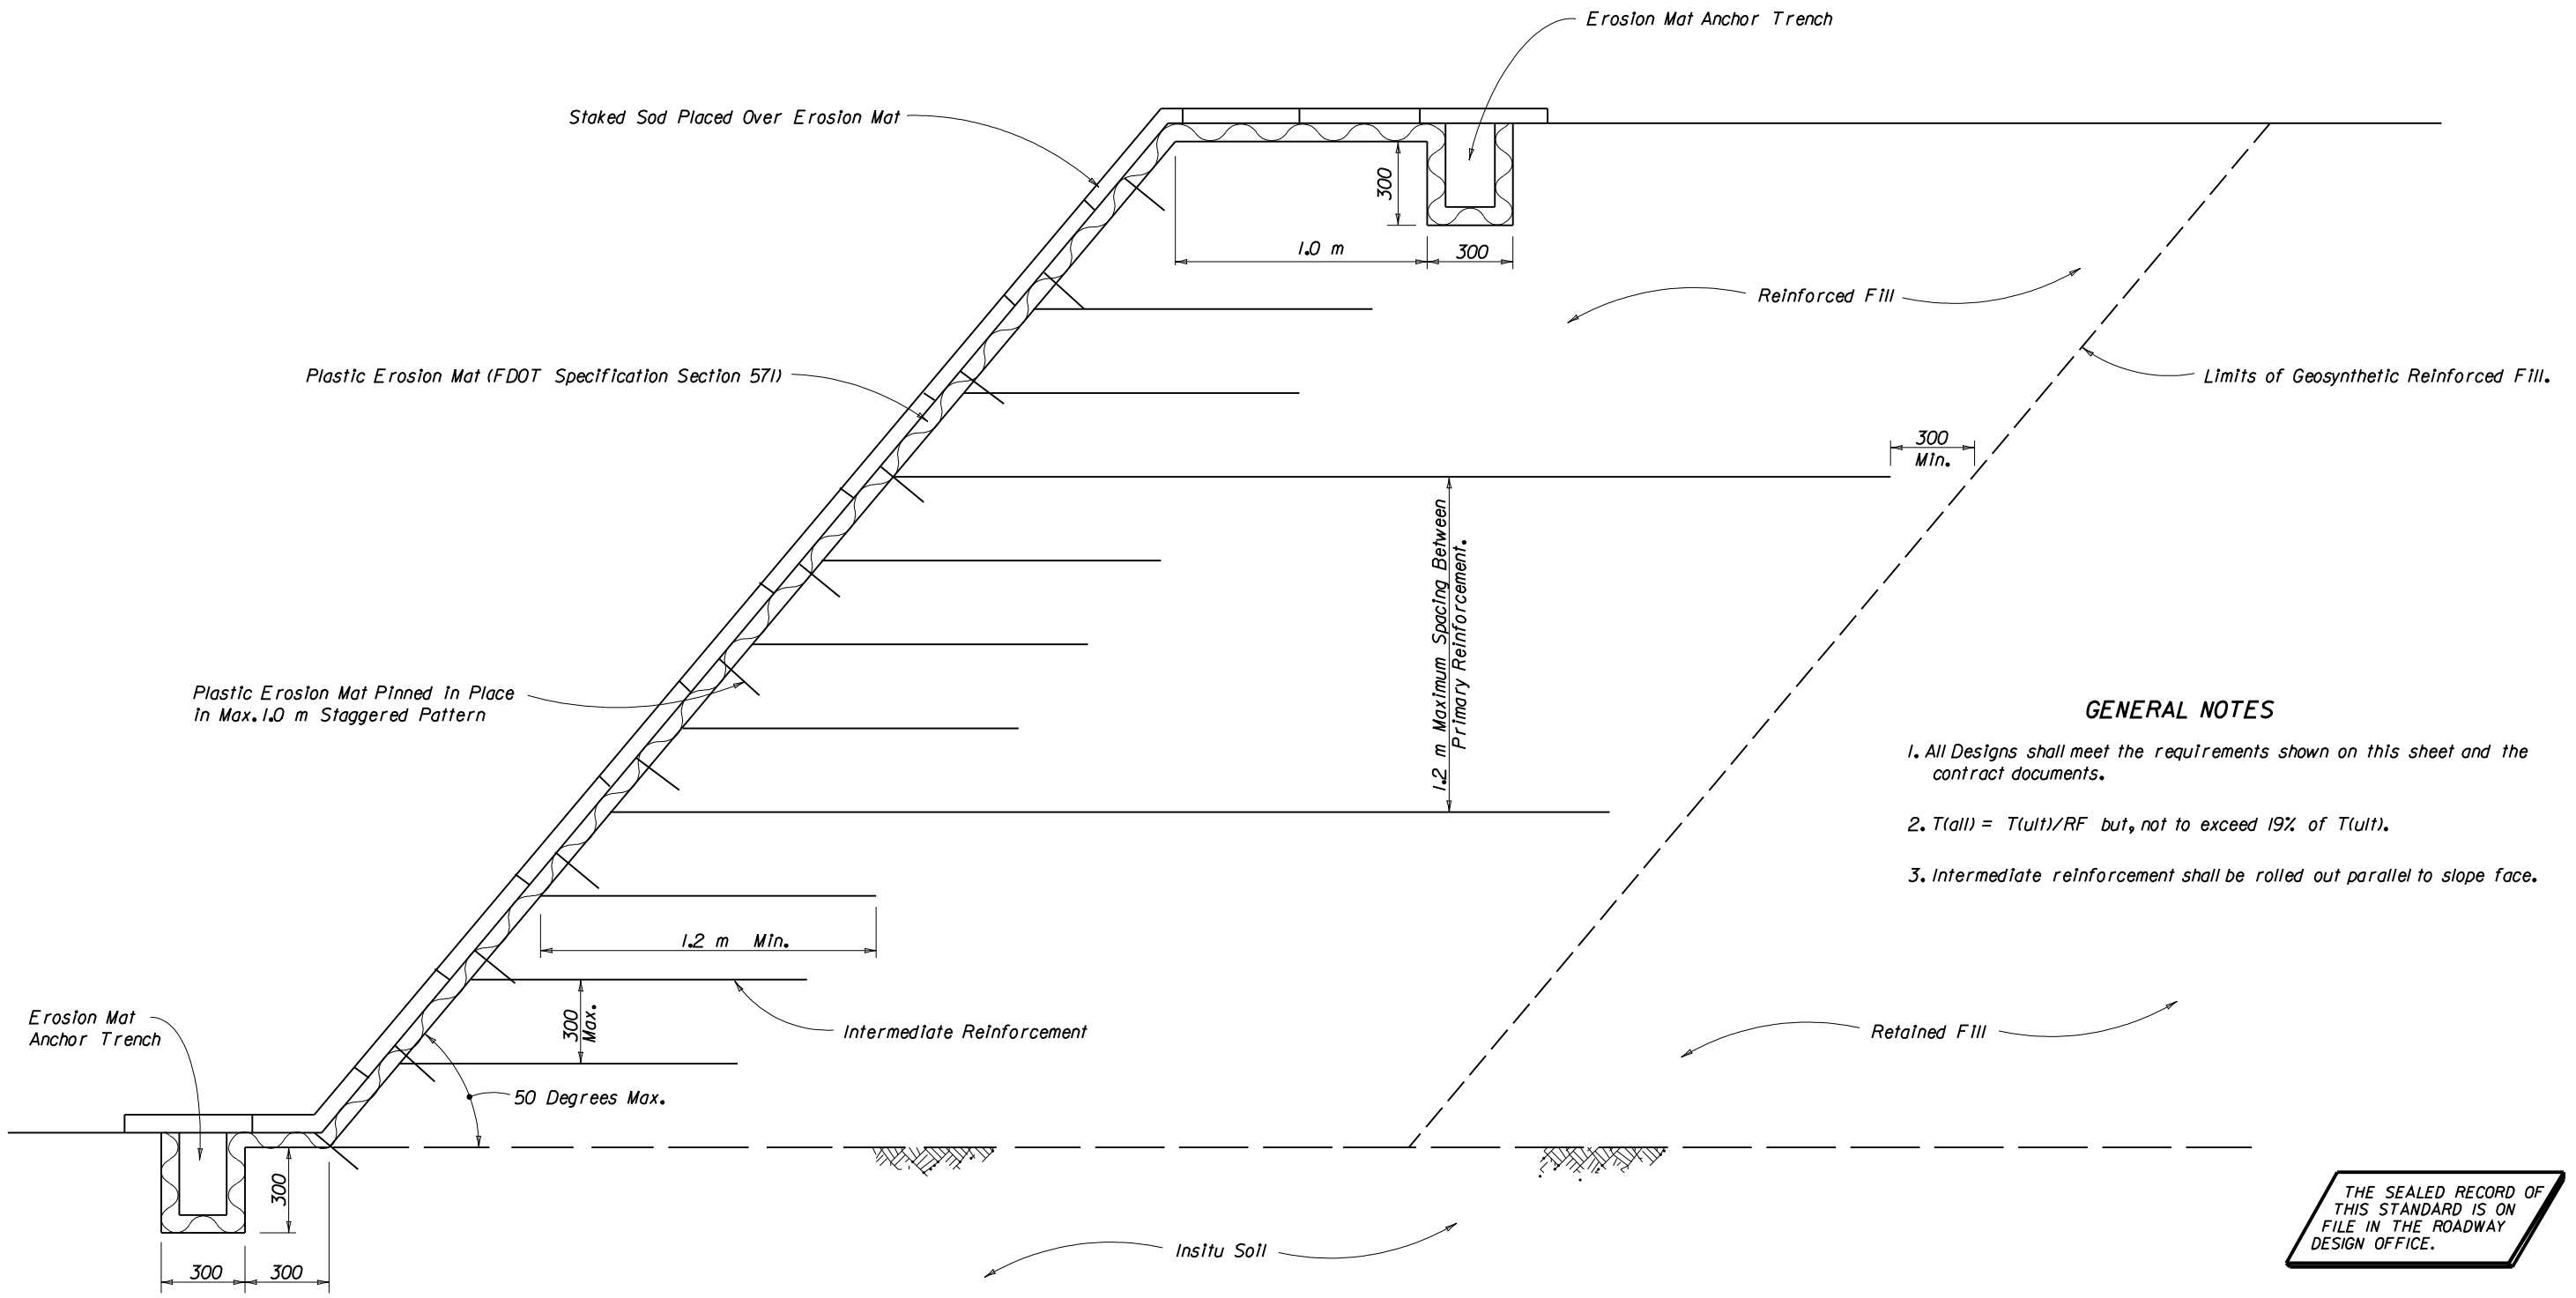 Erosion Mat Anchor Trench
Staked Sod Placed Over Erosion Mat
300
1.0 m
300
Reinforced Fill
Plastic Erosion Mat (FDOT Specification Section 571)
Limits of Geosynthetic Reinforced Fill.
300
Min.
1.2 m Maximum Spacing Between
Primary Reinforcement.
Plastic Erosion Mat Pinned in Place
in Max. 1.0 m Staggered Pattern
GENERAL NOTES
1. All Designs shall meet the requirements shown on this sheet and the
contract documents.
2. T(all) = T(ult)/RF but, not to exceed 19% of T(ult).
3. Intermediate reinforcement shall be rolled out parallel to slope face.
1.2 m Min.
300
Max.
Intermediate Reinforcement
Erosion Mat
Anchor Trench
50 Degrees Max.
Retained Fill
300
300
300
Insitu Soil
THE SEALED RECORD OF
THIS STANDARD IS ON
FILE IN THE ROADWAY
DESIGN OFFICE.